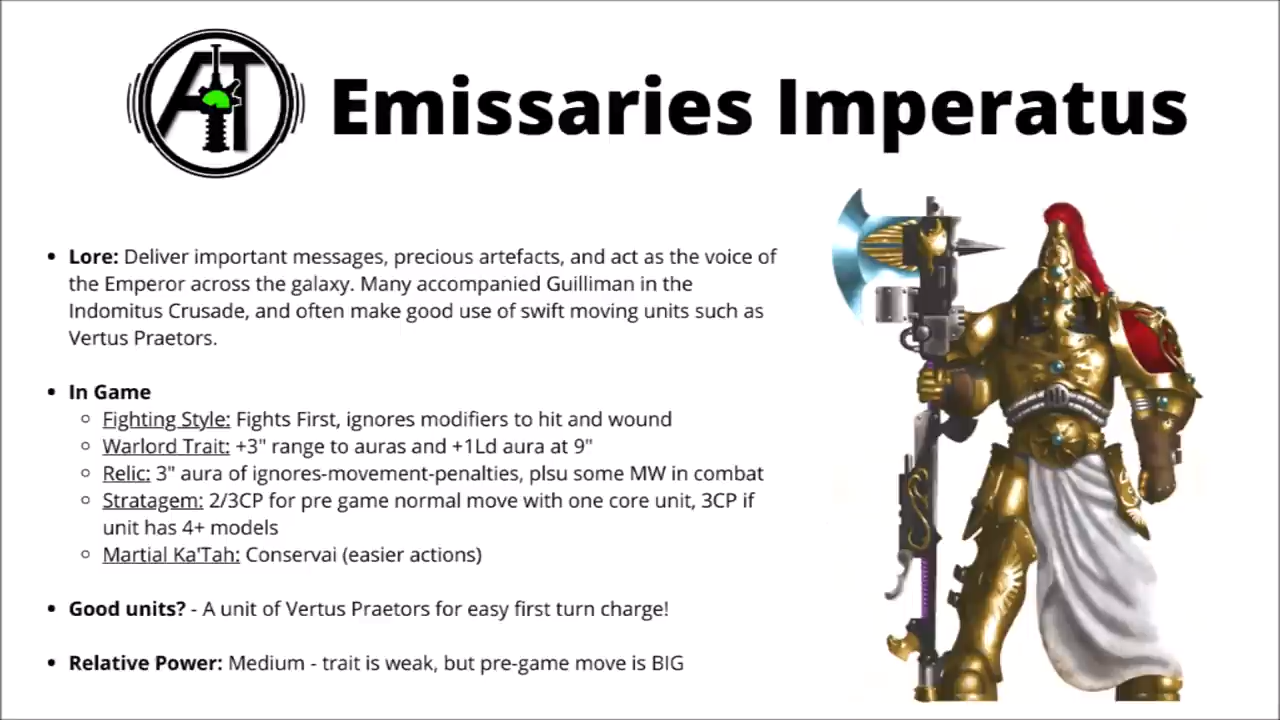 AT
Emissaries Imperatus
• Lore: Deliver important messages, precious artefacts, and act as the voice of
the Emperor across the galaxy. Many accompanied Guilliman in the
Indomitus Crusade, and often make good use of swift moving units such as
Vertus Praetors.
• In Game
○ Fighting Style: Fights First, ignores modifiers to hit and wound
○ Warlord Trait: +3" range to auras and +1Ld aura at 9"
○ Relic: 3" aura of ignores-movement-penalties, plsu some MW in combat
○ Stratagem: 2/3CP for pre game normal move with one core unit, 3CP if
unit has 4+ models
○ Martial Ka'Tah: Conservai (easier actions)
• Good units? - A unit of Vertus Praetors for easy first turn charge!
• Relative Power: Medium - trait is weak, but pre-game move is BIG